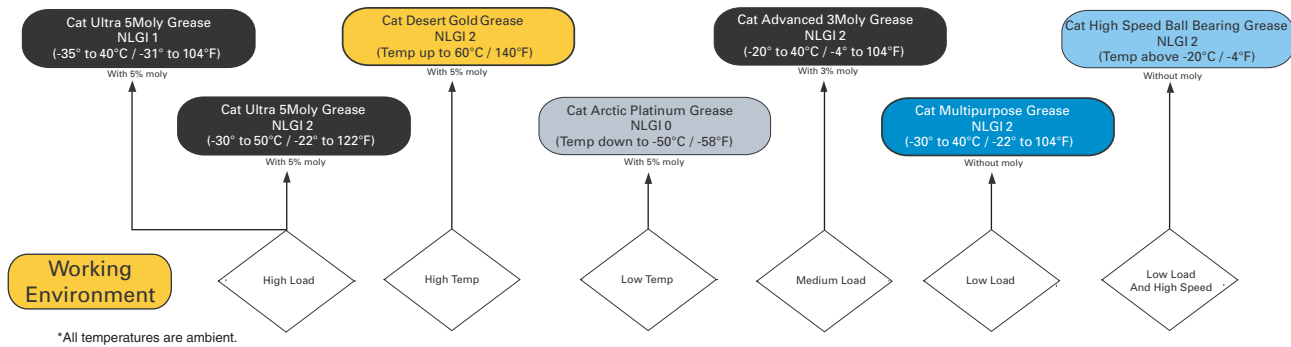 Cat Ultra 5Moly Grease
NLGI 1
(-35° to 40°C / -31° to 104°F)
With 5% moly
Cat Desert Gold Grease
NLGI 2
(Temp up to 60°C / 140°F)
With 5% moly
Cat Advanced 3Moly Grease
NLGI 2
(-20° to 40°C / -4° to 104°F)
With 3% moly
Cat High Speed Ball Bearing Grease
NLGI 2
(Temp above -20°C / -4°F)
Without moly
Cat Ultra 5Moly Grease
NLGI 2
(-30° to 50°C / -22° to 122°F)
With 5% moly
Cat Arctic Platinum Grease
NLGI 0
(Temp down to -50°C / -58°F)
With 5% moly
Cat Multipurpose Grease
NLGI 2
(-30° to 40°C / -22° to 104°F)
Without moly
Working
Environment
High Load
High Temp
Low Temp
Medium Load
Low Load
Low Load
And High Speed
*All temperatures are ambient.